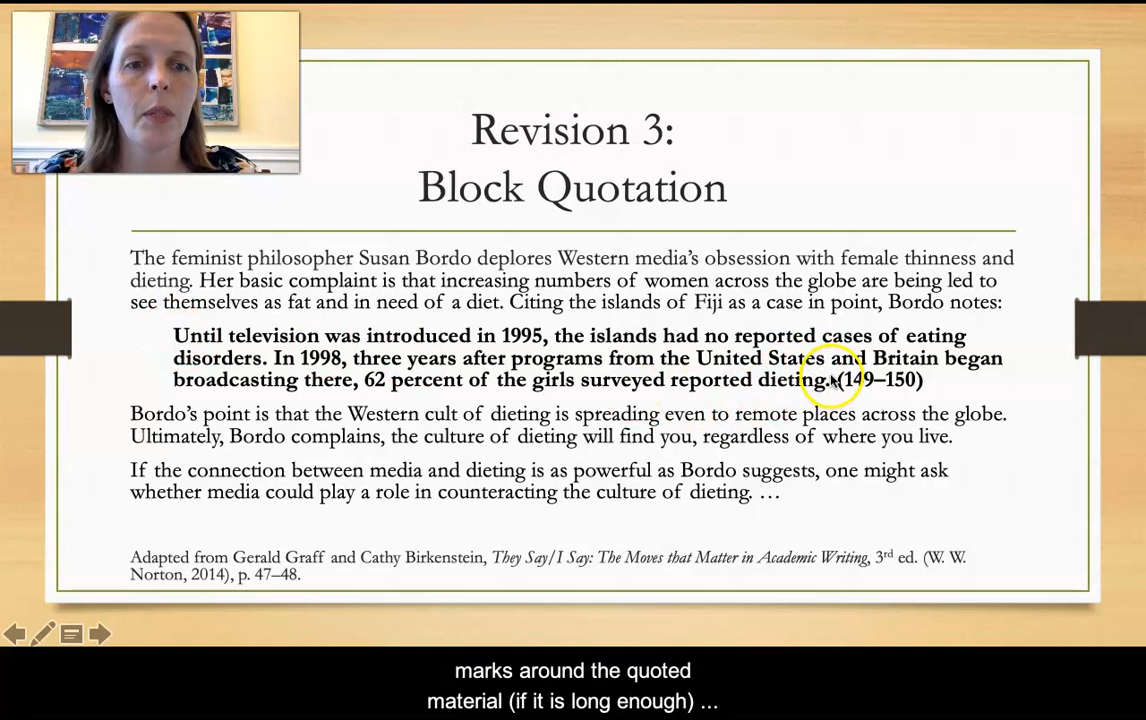 Revision 3:
Block Quotation
The feminist philosopher Susan Bordo deplores Western media’s obsession with female thinness and
dieting. Her basic complaint is that increasing numbers of women across the globe are being led to
see themselves as fat and in need of a diet. Citing the islands of Fiji as a case in point, Bordo notes:
Until television was introduced in 1995, the islands had no reported cases of eating
disorders. In 1998, three years after programs from the United States and Britain began
broadcasting there, 62 percent of the girls surveyed reported dieting. (149–150)
Bordo’s point is that the Western cult of dieting is spreading even to remote places across the globe.
Ultimately, Bordo complains, the culture of dieting will find you, regardless of where you live.
If the connection between media and dieting is as powerful as Bordo suggests, one might ask
whether media could play a role in counteracting the culture of dieting. …
Adapted from Gerald Graff and Cathy Birkenstein, They Say/I Say: The Moves that Matter in Academic Writing, 3rd ed. (W. W.
Norton, 2014), p. 47–48.
marks around the quoted
material (if it is long enough) ...